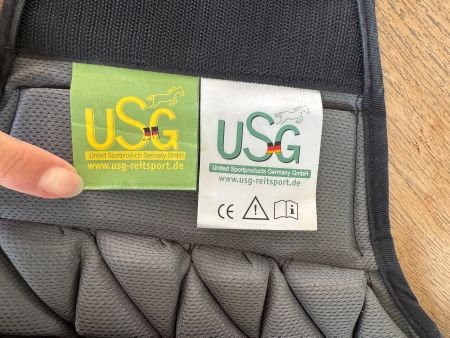 USG
United Sportproducts Germany GmbH
www.usg-reitsport.de
USG
United Sportproducts Germany GmbH
www.usg-reitsport.de
CE